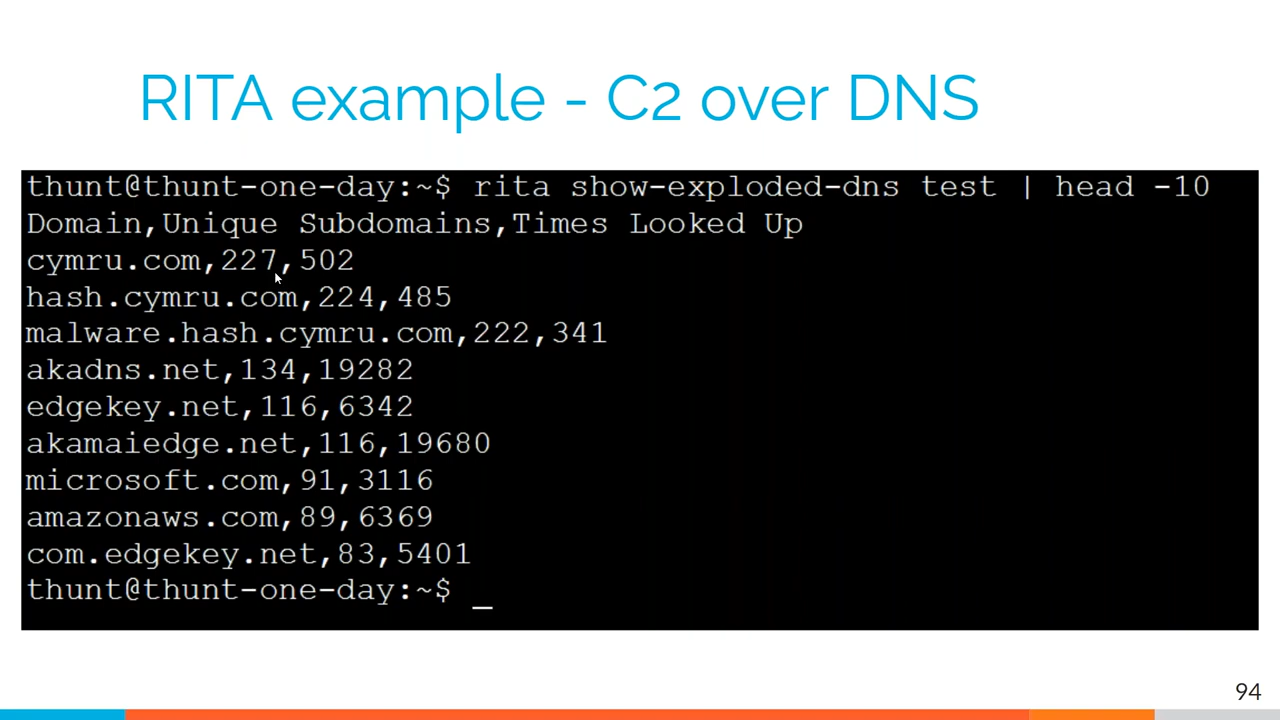 RITA example - C2 over DNS
thunt@thunt-one-day:~$ rita show-exploded-dns test | head -10
Domain,Unique Subdomains,Times Looked Up
cymru.com,227,502
hash.cymru.com,224,485
malware.hash.cymru.com,222,341
akadns.net,134,19282
edgekey.net,116,6342
akamaiedge.net,116,19680
microsoft.com,91,3116
amazonaws.com,89,6369
com.edgekey.net,83,5401
thunt@thunt-one-day:~$ _
94